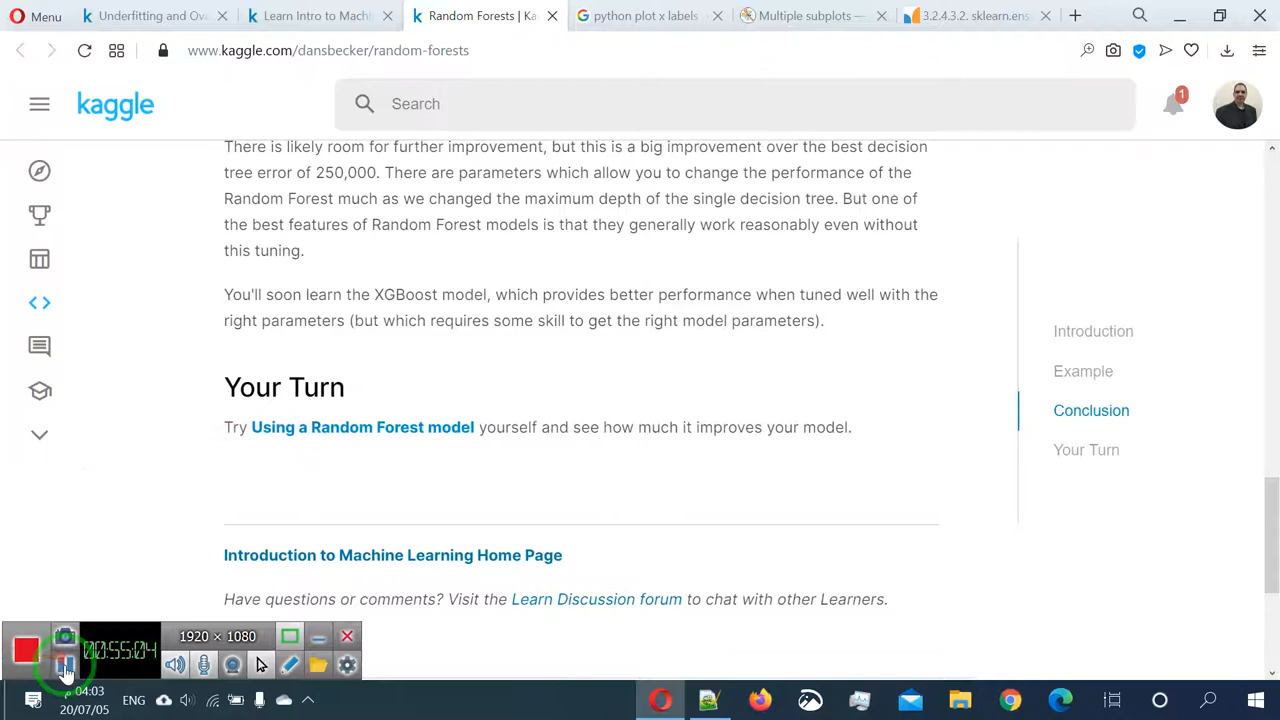 Menu
Underfitting and Ove
Learn Intro to Machi
Random Forests | Ka
python plot x labels
Multiple subplots —
3.2.4.3.2. sklearn.ens
www.kaggle.com/dansbecker/random-forests
kaggle
Search
1
There is likely room for further improvement, but this is a big improvement over the best decision
tree error of 250,000. There are parameters which allow you to change the performance of the
Random Forest much as we changed the maximum depth of the single decision tree. But one of
the best features of Random Forest models is that they generally work reasonably even without
this tuning.
You'll soon learn the XGBoost model, which provides better performance when tuned well with the
right parameters (but which requires some skill to get the right model parameters).
Your Turn
Try Using a Random Forest model yourself and see how much it improves your model.
Introduction
Example
Conclusion
Your Turn
Introduction to Machine Learning Home Page
Have questions or comments? Visit the Learn Discussion forum to chat with other Learners.
00:55:04
1920 × 1080
04:03
20/07/05
ENG